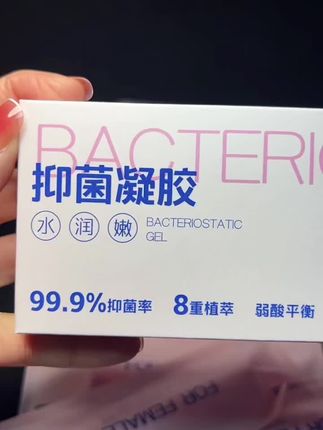 BACTERIO
抑菌凝胶
水 润 嫩
BACTERIOSTATIC
GEL
99.9%抑菌率 8重植萃 弱酸平衡
FOR FEMALE